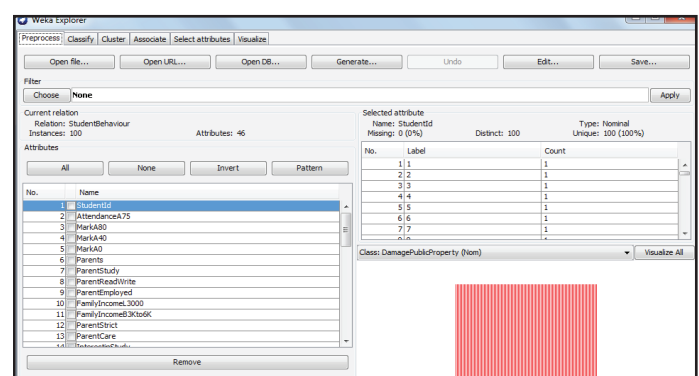 Weka Explorer
Preprocess Classify Cluster Associate Select attributes Visualize
Open file... Open URL... Open DB... Generate... Undo Edit... Save...
Filter
Choose None Apply
Current relation
Relation: StudentBehaviour
Instances: 100 Attributes: 46
Attributes
All None Invert Pattern
No. Name
1 StudentId
2 AttendanceA75
3 MarkA80
4 MarkA40
5 MarkA0
6 Parents
7 ParentStudy
8 ParentReadWrite
9 ParentEmployed
10 FamilyIncomeL3000
11 FamilyIncomeB3Kto6K
12 ParentStrict
13 ParentCare
14 InterestinStudy
Remove
Selected attribute
Name: StudentId Type: Nominal
Missing: 0 (0%) Distinct: 100 Unique: 100 (100%)
No. Label Count
1 1 1
2 2 1
3 3 1
4 4 1
5 5 1
6 6 1
7 7 1
Class: DamagePublicProperty (Nom) Visualize All